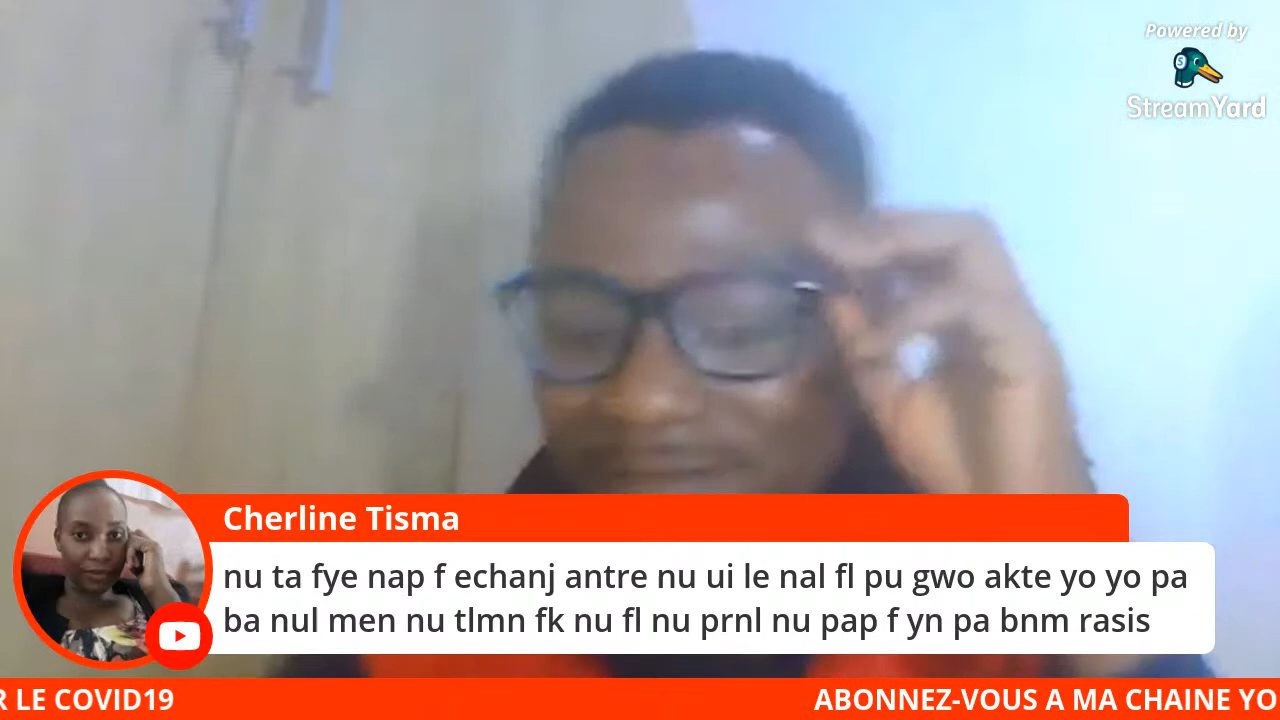 Powered by
StreamYard
Cherline Tisma
nu ta fye nap f echanj antre nu ui le nal fl pu gwo akte yo yo pa
ba nul men nu tlmn fk nu fl nu prnl nu pap f yn pa bnm rasis
R LE COVID19 ABONNEZ-VOUS A MA CHAINE YO